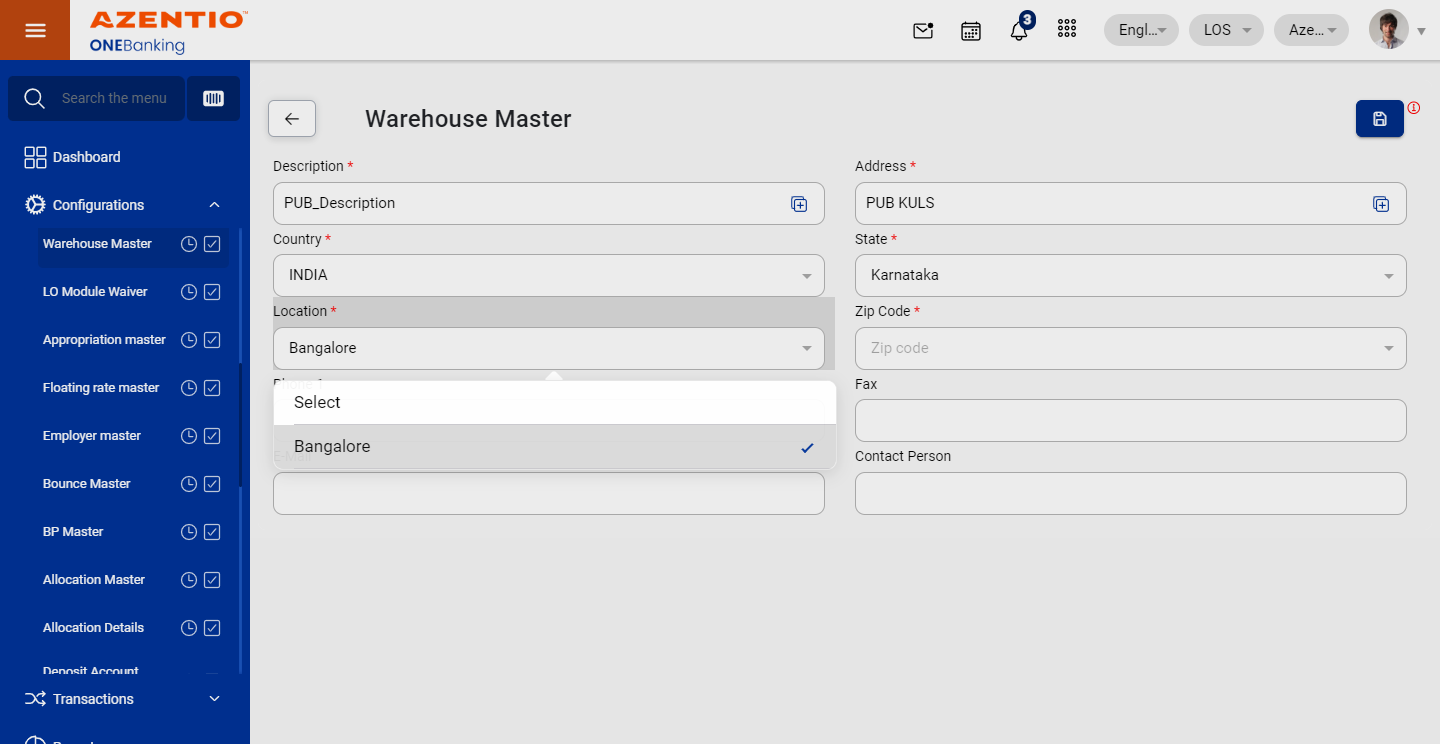 AZENTIO™
ONEBanking
3
Engl...
LOS
Aze...
Search the menu
Dashboard
Configurations
Warehouse Master
LO Module Waiver
Appropriation master
Floating rate master
Employer master
Bounce Master
BP Master
Allocation Master
Allocation Details
Deposit Account
Transactions
Warehouse Master
Description *
PUB_Description
Address *
PUB KULS
Country *
INDIA
State *
Karnataka
Location *
Bangalore
Zip Code *
Zip code
Phone 1
Fax
Select
Bangalore
E-Mail
Contact Person